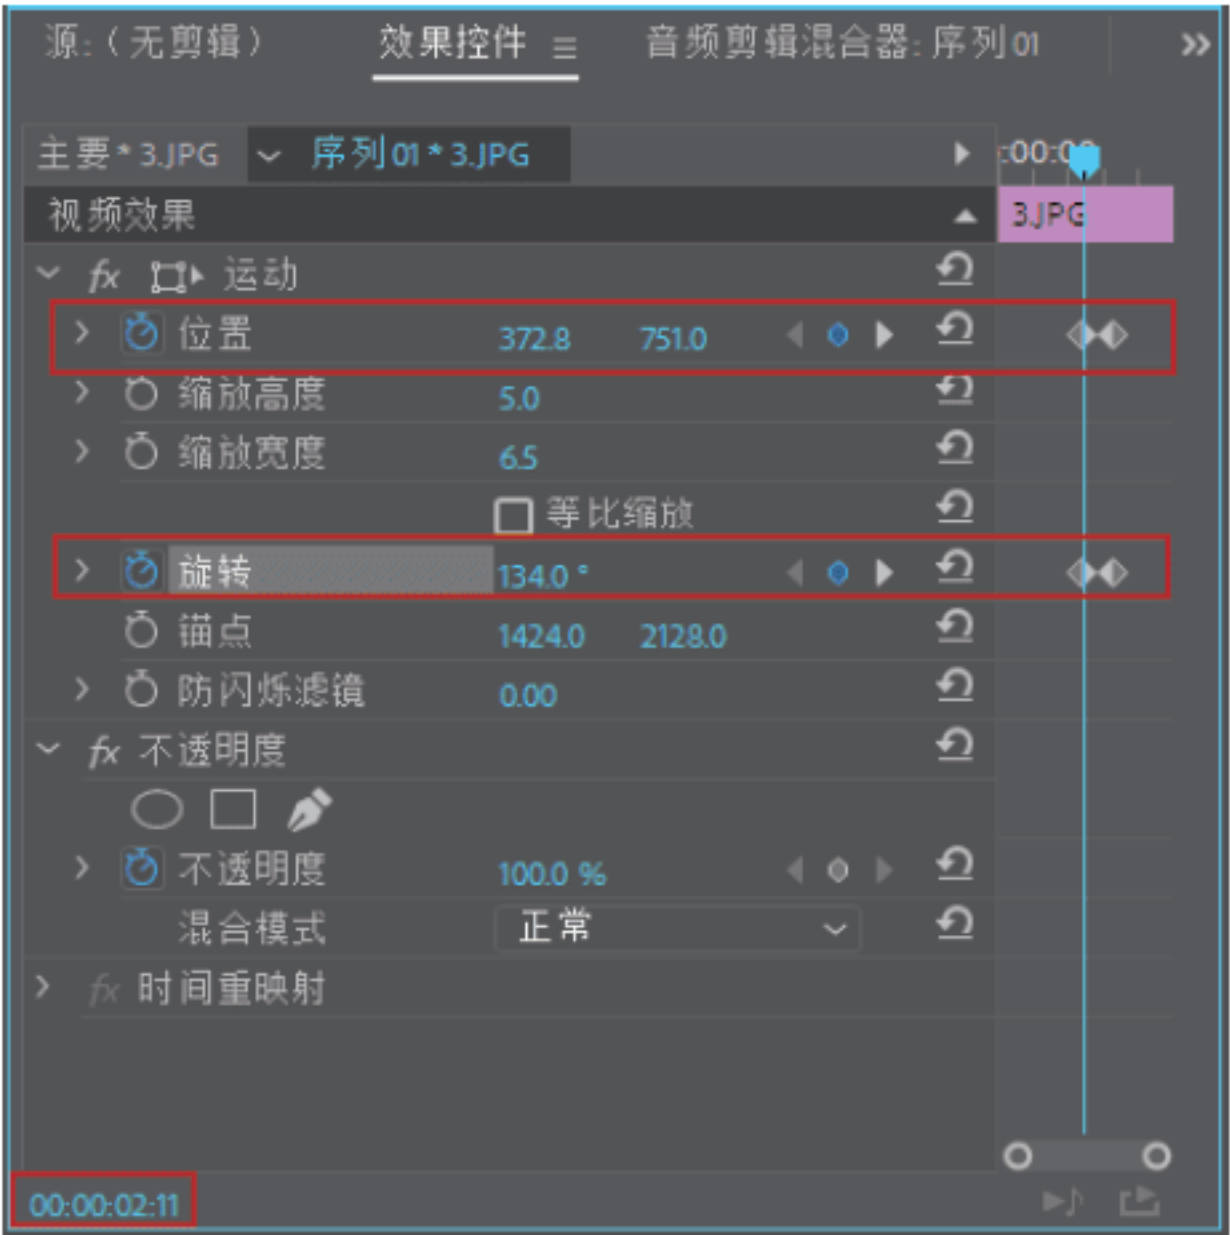 源:（无剪辑） 效果控件 音频剪辑混合器: 序列 01
主要 * 3.JPG 序列 01 * 3.JPG :00:0
视频效果 3.JPG
fx 运动
位置 372.8 751.0
缩放高度 5.0
缩放宽度 6.5
等比缩放
旋转 134.0 °
锚点 1424.0 2128.0
防闪烁滤镜 0.00
fx 不透明度
不透明度 100.0 %
混合模式 正常
fx 时间重映射
00:00:02:11